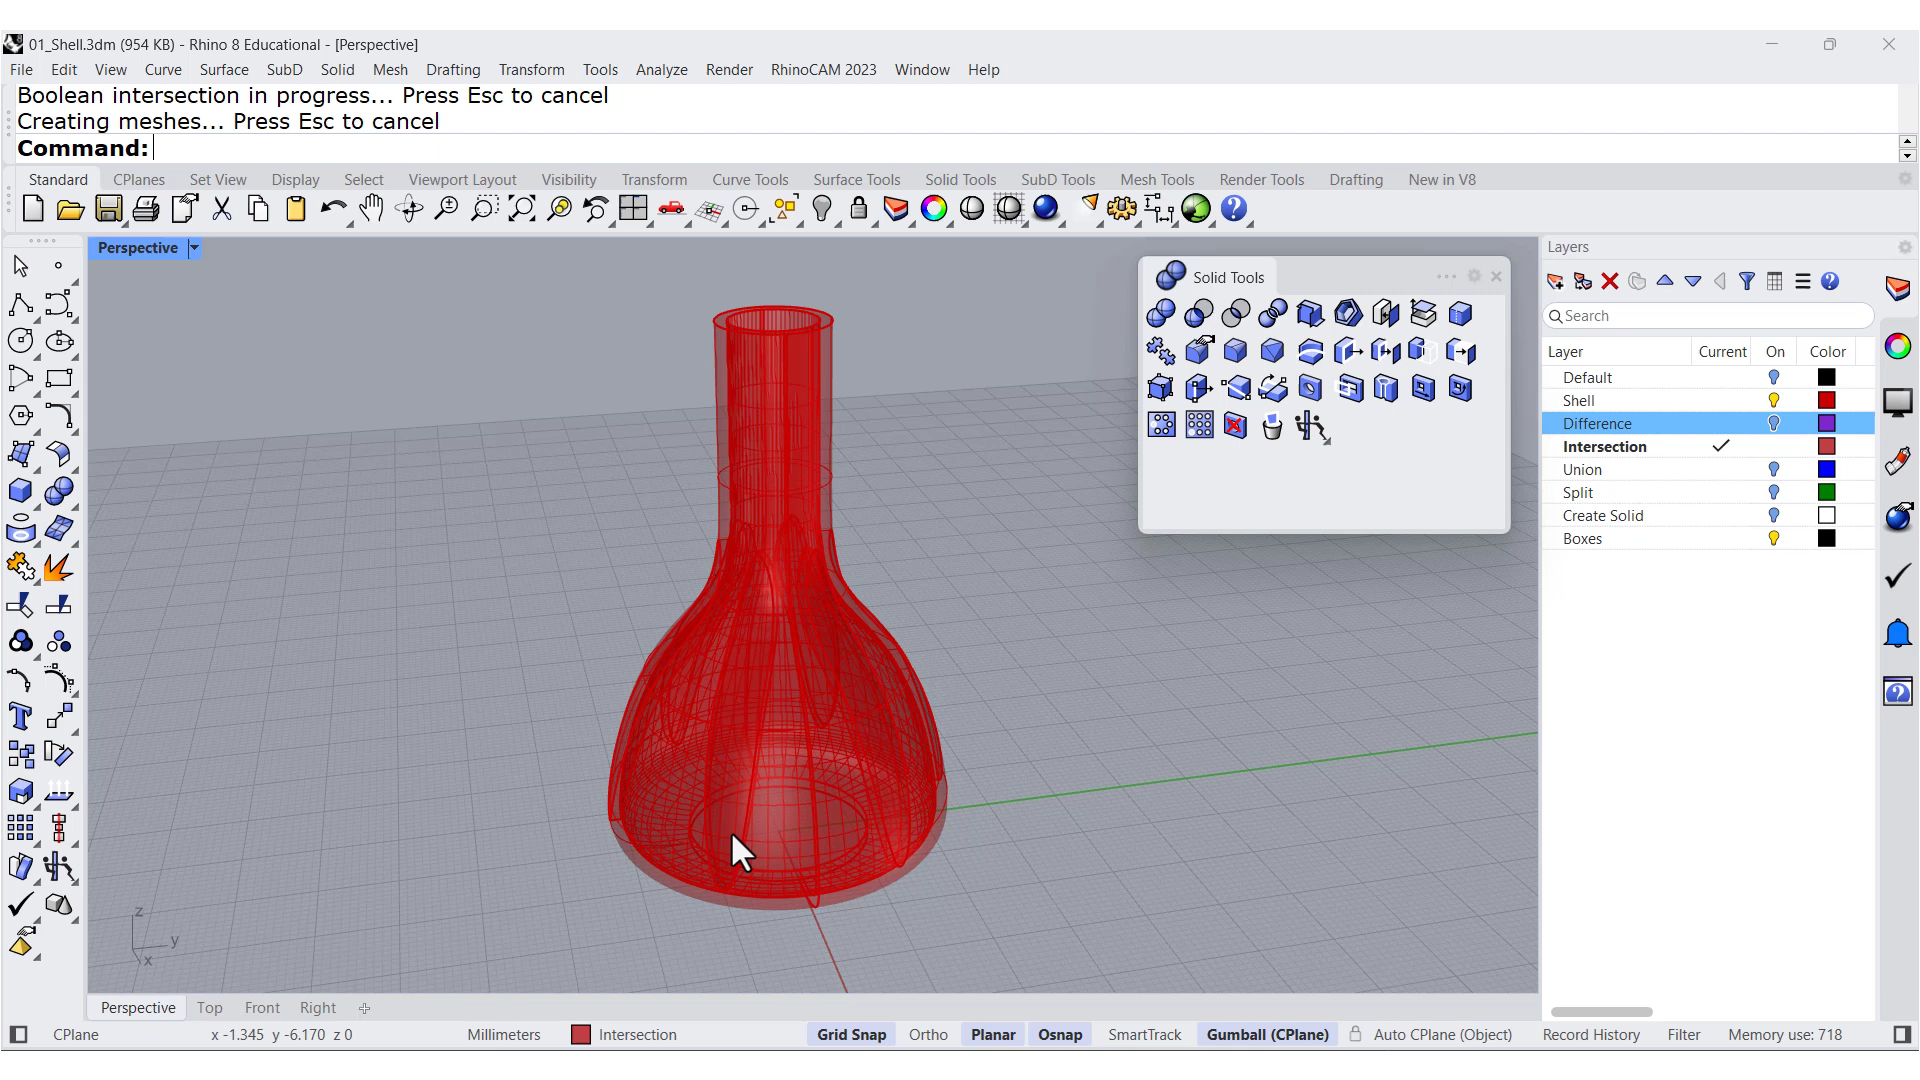 01_Shell.3dm (954 KB) - Rhino 8 Educational - [Perspective]
File Edit View Curve Surface SubD Solid Mesh Drafting Transform Tools Analyze Render RhinoCAM 2023 Window Help
Boolean intersection in progress... Press Esc to cancel
Creating meshes... Press Esc to cancel
Command:
Standard CPlanes Set View Display Select Viewport Layout Visibility Transform Curve Tools Surface Tools Solid Tools SubD Tools Mesh Tools Render Tools Drafting New in V8
Perspective
Solid Tools
Layers
Search
Layer Current On Color
Default
Shell
Difference
Intersection
Union
Split
Create Solid
Boxes
z
y
x
Perspective Top Front Right
CPlane x -1.345 y -6.170 z 0 Millimeters Intersection Grid Snap Ortho Planar Osnap SmartTrack Gumball (CPlane) Auto CPlane (Object) Record History Filter Memory use: 718